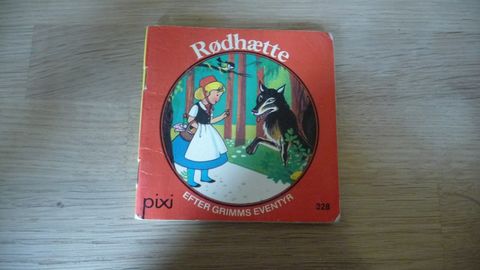 Rødhætte
EFTER GRIMMS EVENTYR
pixi
328